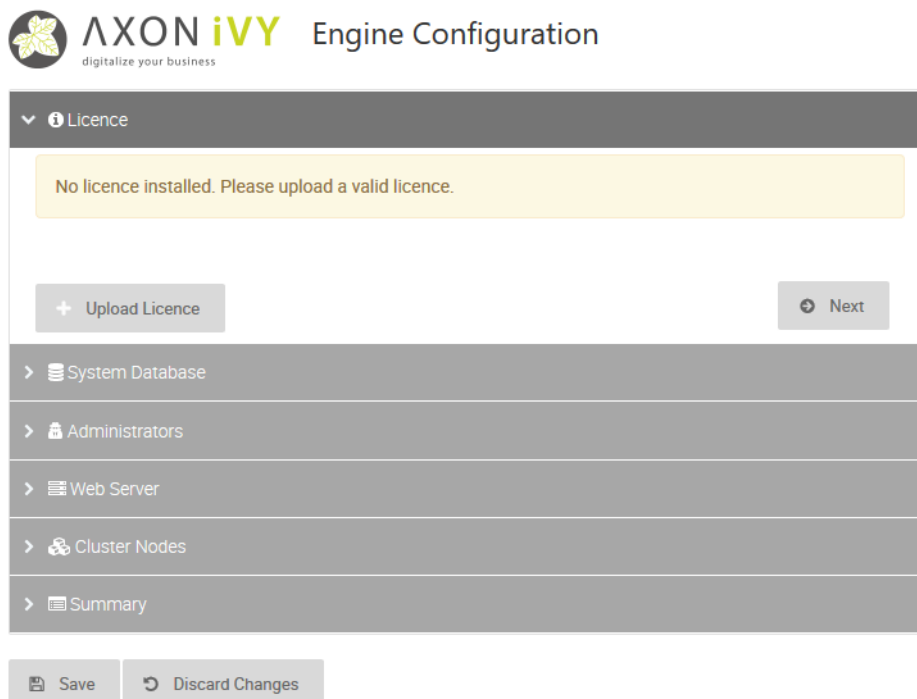 AXON iVY Engine Configuration
digitalize your business
Licence
No licence installed. Please upload a valid licence.
Upload Licence Next
System Database
Administrators
Web Server
Cluster Nodes
Summary
Save Discard Changes